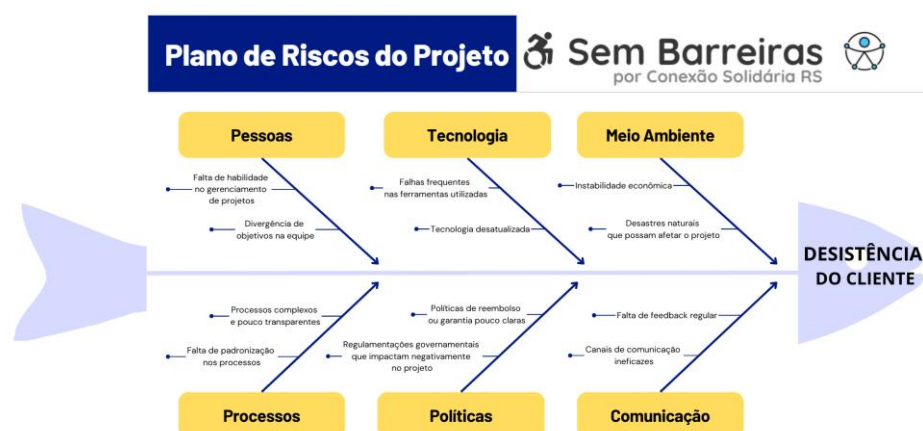 Plano de Riscos do Projeto
Sem Barreiras
por Conexão Solidária RS
Pessoas
Tecnologia
Meio Ambiente
Falta de habilidade
no gerenciamento
de projetos
Divergência de
objetivos na equipe
Falhas frequentes
nas ferramentas utilizadas
Tecnologia desatualizada
Instabilidade econômica
Desastres naturais
que possam afetar o projeto
DESISTÊNCIA
DO CLIENTE
Processos complexos
e pouco transparentes
Falta de padronização
nos processos
Políticas de reembolso
ou garantia pouco claras
Regulamentações governamentais
que impactam negativamente
no projeto
Falta de feedback regular
Canais de comunicação
ineficazes
Processos
Políticas
Comunicação